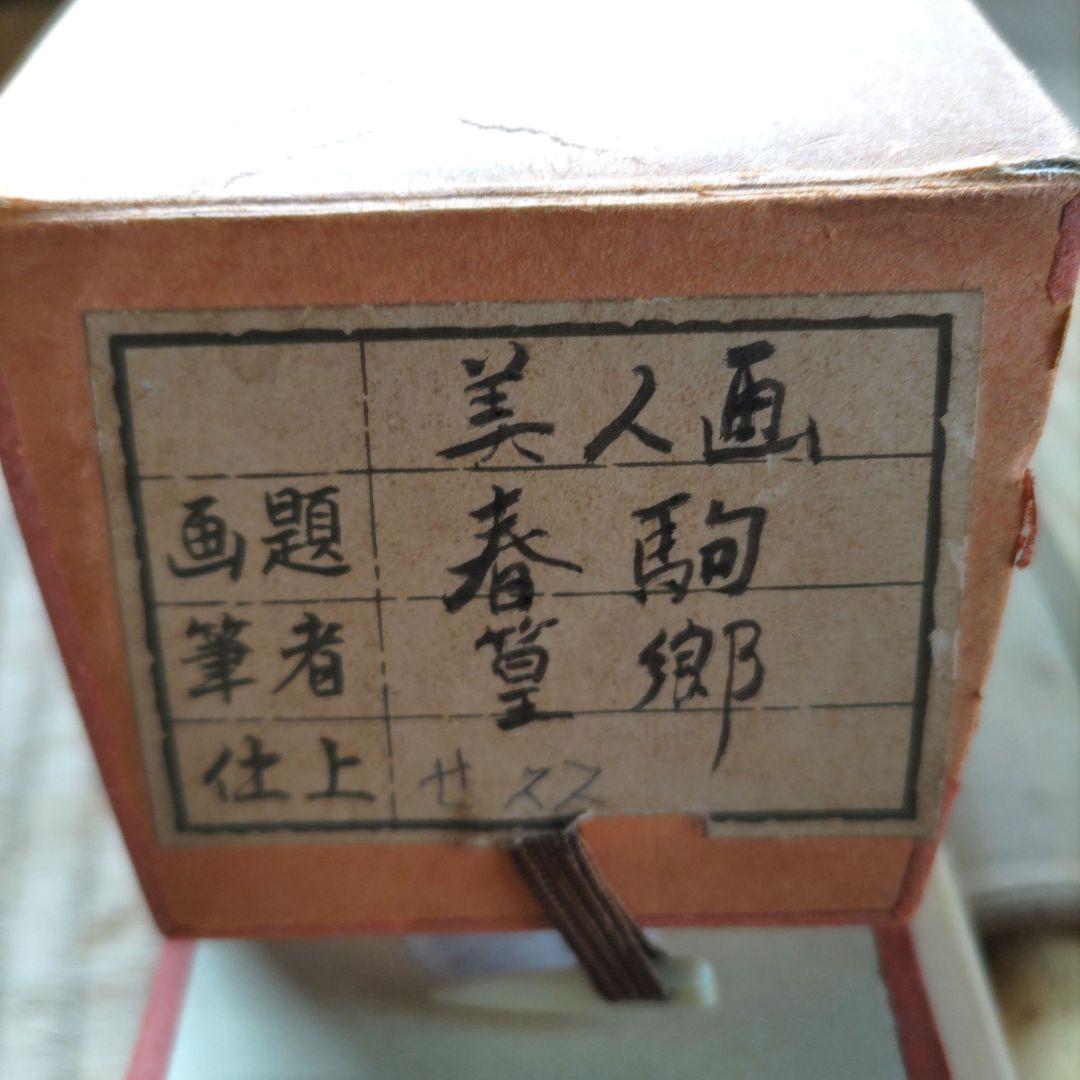 美人画
画題 春駒
筆者 篁郷
仕上